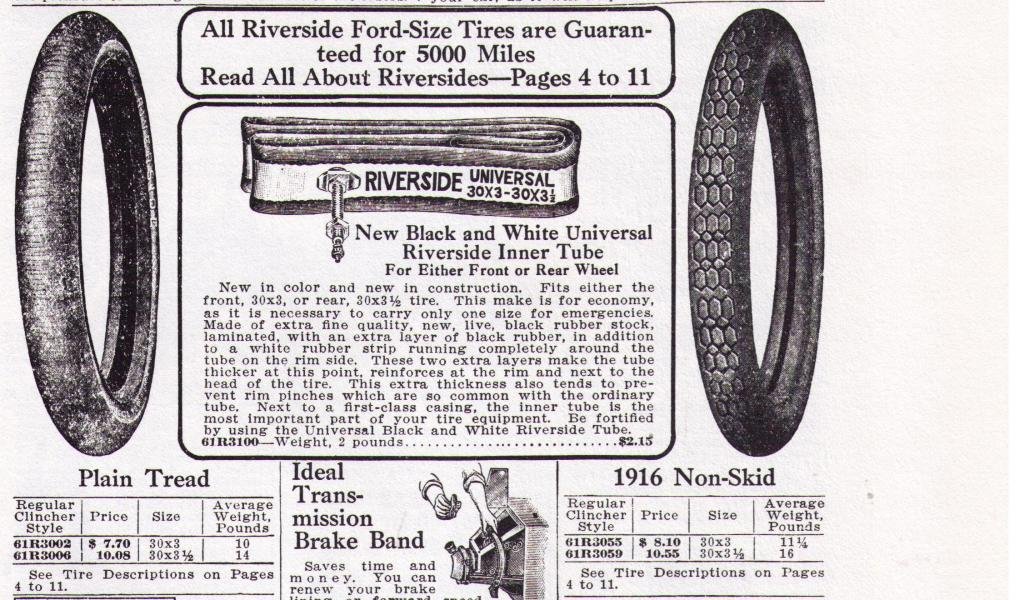 All Riverside Ford-Size Tires are Guaran-
teed for 5000 Miles
Read All About Riversides—Pages 4 to 11
RIVERSIDE UNIVERSAL
30X3-30X3½
New Black and White Universal
Riverside Inner Tube
For Either Front or Rear Wheel
New in color and new in construction. Fits either the
front, 30x3, or rear, 30x3½ tire. This make is for economy,
as it is necessary to carry only one size for emergencies.
Made of extra fine quality, new, live, black rubber stock,
laminated, with an extra layer of black rubber, in addition
to a white rubber strip running completely around the
tube on the rim side. These two extra layers make the tube
thicker at this point, reinforces at the rim and next to the
head of the tire. This extra thickness also tends to pre-
vent rim pinches which are so common with the ordinary
tube. Next to a first-class casing, the inner tube is the
most important part of your tire equipment. Be fortified
by using the Universal Black and White Riverside Tube.
61R3100—Weight, 2 pounds..............................$2.15
Plain Tread
Regular Clincher Style | Price | Size | Average Weight, Pounds
61R3002 | $ 7.70 | 30x3 | 10
61R3006 | 10.08 | 30x3½ | 14
See Tire Descriptions on Pages
4 to 11.
Ideal
Trans-
mission
Brake Band
Saves time and
money. You can
renew your brake
lining or forward speed
1916 Non-Skid
Regular Clincher Style | Price | Size | Average Weight, Pounds
61R3055 | $ 8.10 | 30x3 | 11¼
61R3059 | 10.55 | 30x3½ | 16
See Tire Descriptions on Pages
4 to 11.